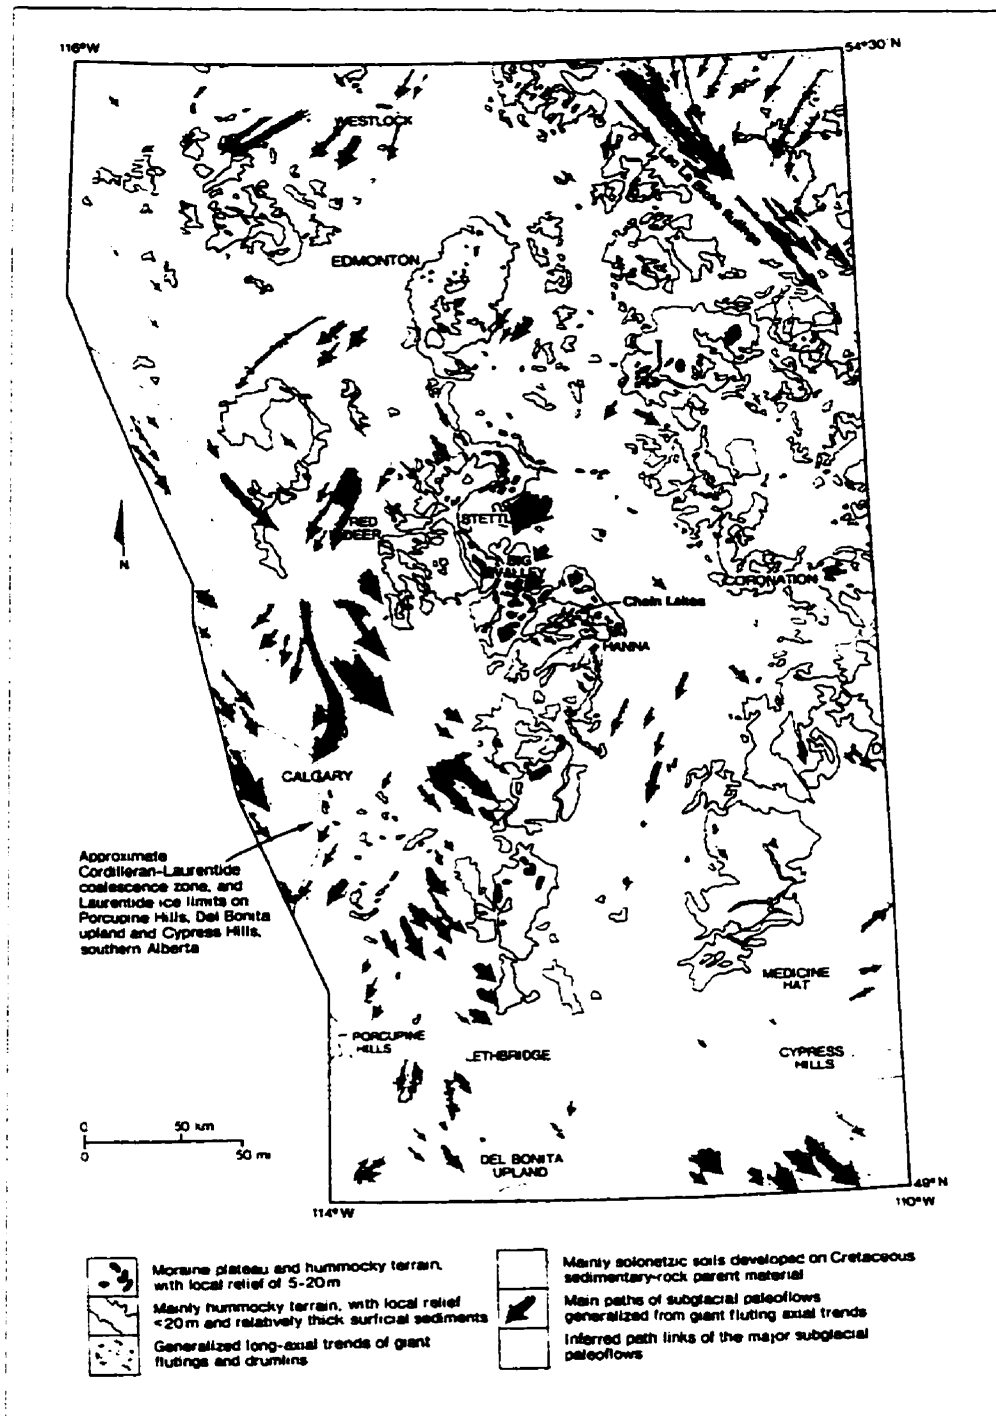 116°W
54°30'N
WESTLOCK
Lac La Biche flutings
EDMONTON
RED
DEER
STETTL
BIG
VALLEY
CORONATION
Chain Lakes
HANNA
N
CALGARY
Approximate
Cordilleran-Laurentide
coalescence zone, and
Laurentide ice limits on
Porcupine Hills, Del Bonita
upland and Cypress Hills,
southern Alberta
MEDICINE
HAT
PORCUPINE
HILLS
ETHBRIDGE
CYPRESS
HILLS
0 50 km
0 50 mi
DEL BONITA
UPLAND
49°N
110°W
114°W
Moraine plateau and hummocky terrain,
with local relief of 5-20m
Mainly hummocky terrain, with local relief
<20m and relatively thick surficial sediments
Generalized long-axial trends of giant
flutings and drumlins
Mainly solonetzic soils developed on Cretaceous
sedimentary-rock parent material
Main paths of subglacial paleoflows
generalized from giant fluting axial trends
Inferred path links of the major subglacial
paleoflows